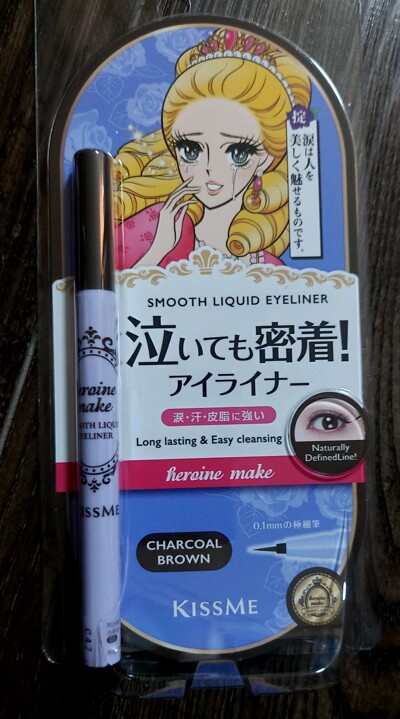 掟
涙は人を
美しく魅せるものです。
SMOOTH LIQUID EYELINER
泣いても密着!
アイライナー
涙・汗・皮脂に強い
Long lasting & Easy cleansing
heroine make
Naturally
DefinedLine!
0.1mmの極細筆
CHARCOAL
BROWN
KISSME
heroine
make
heroine
make
SMOOTH LIQUID
EYELINER
KISSME